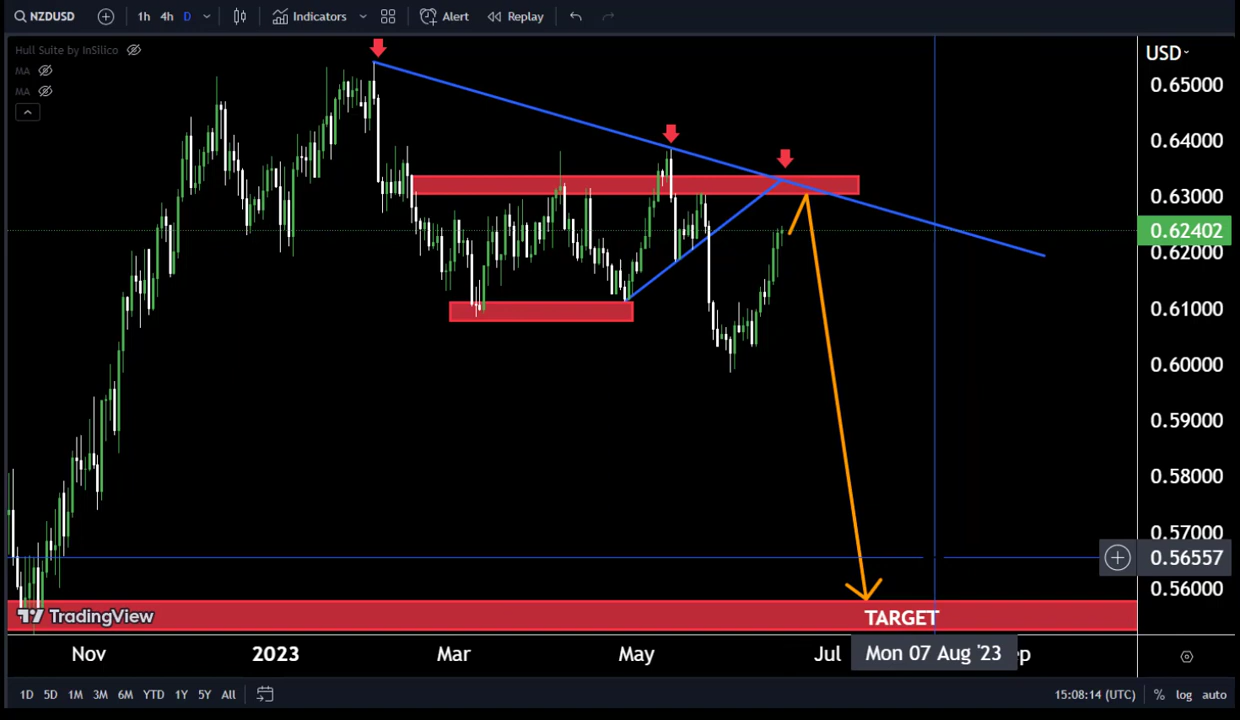 NZDUSD 1h 4h D Indicators Alert Replay
Hull Suite by InSilico
MA
MA
USD
0.65000
0.64000
0.63000
0.62402
0.62000
0.61000
0.60000
0.59000
0.58000
0.57000
0.56557
0.56000
TradingView
TARGET
Nov 2023 Mar May Jul Mon 07 Aug '23 ep
1D 5D 1M 3M 6M YTD 1Y 5Y All 15:08:14 (UTC) % log auto